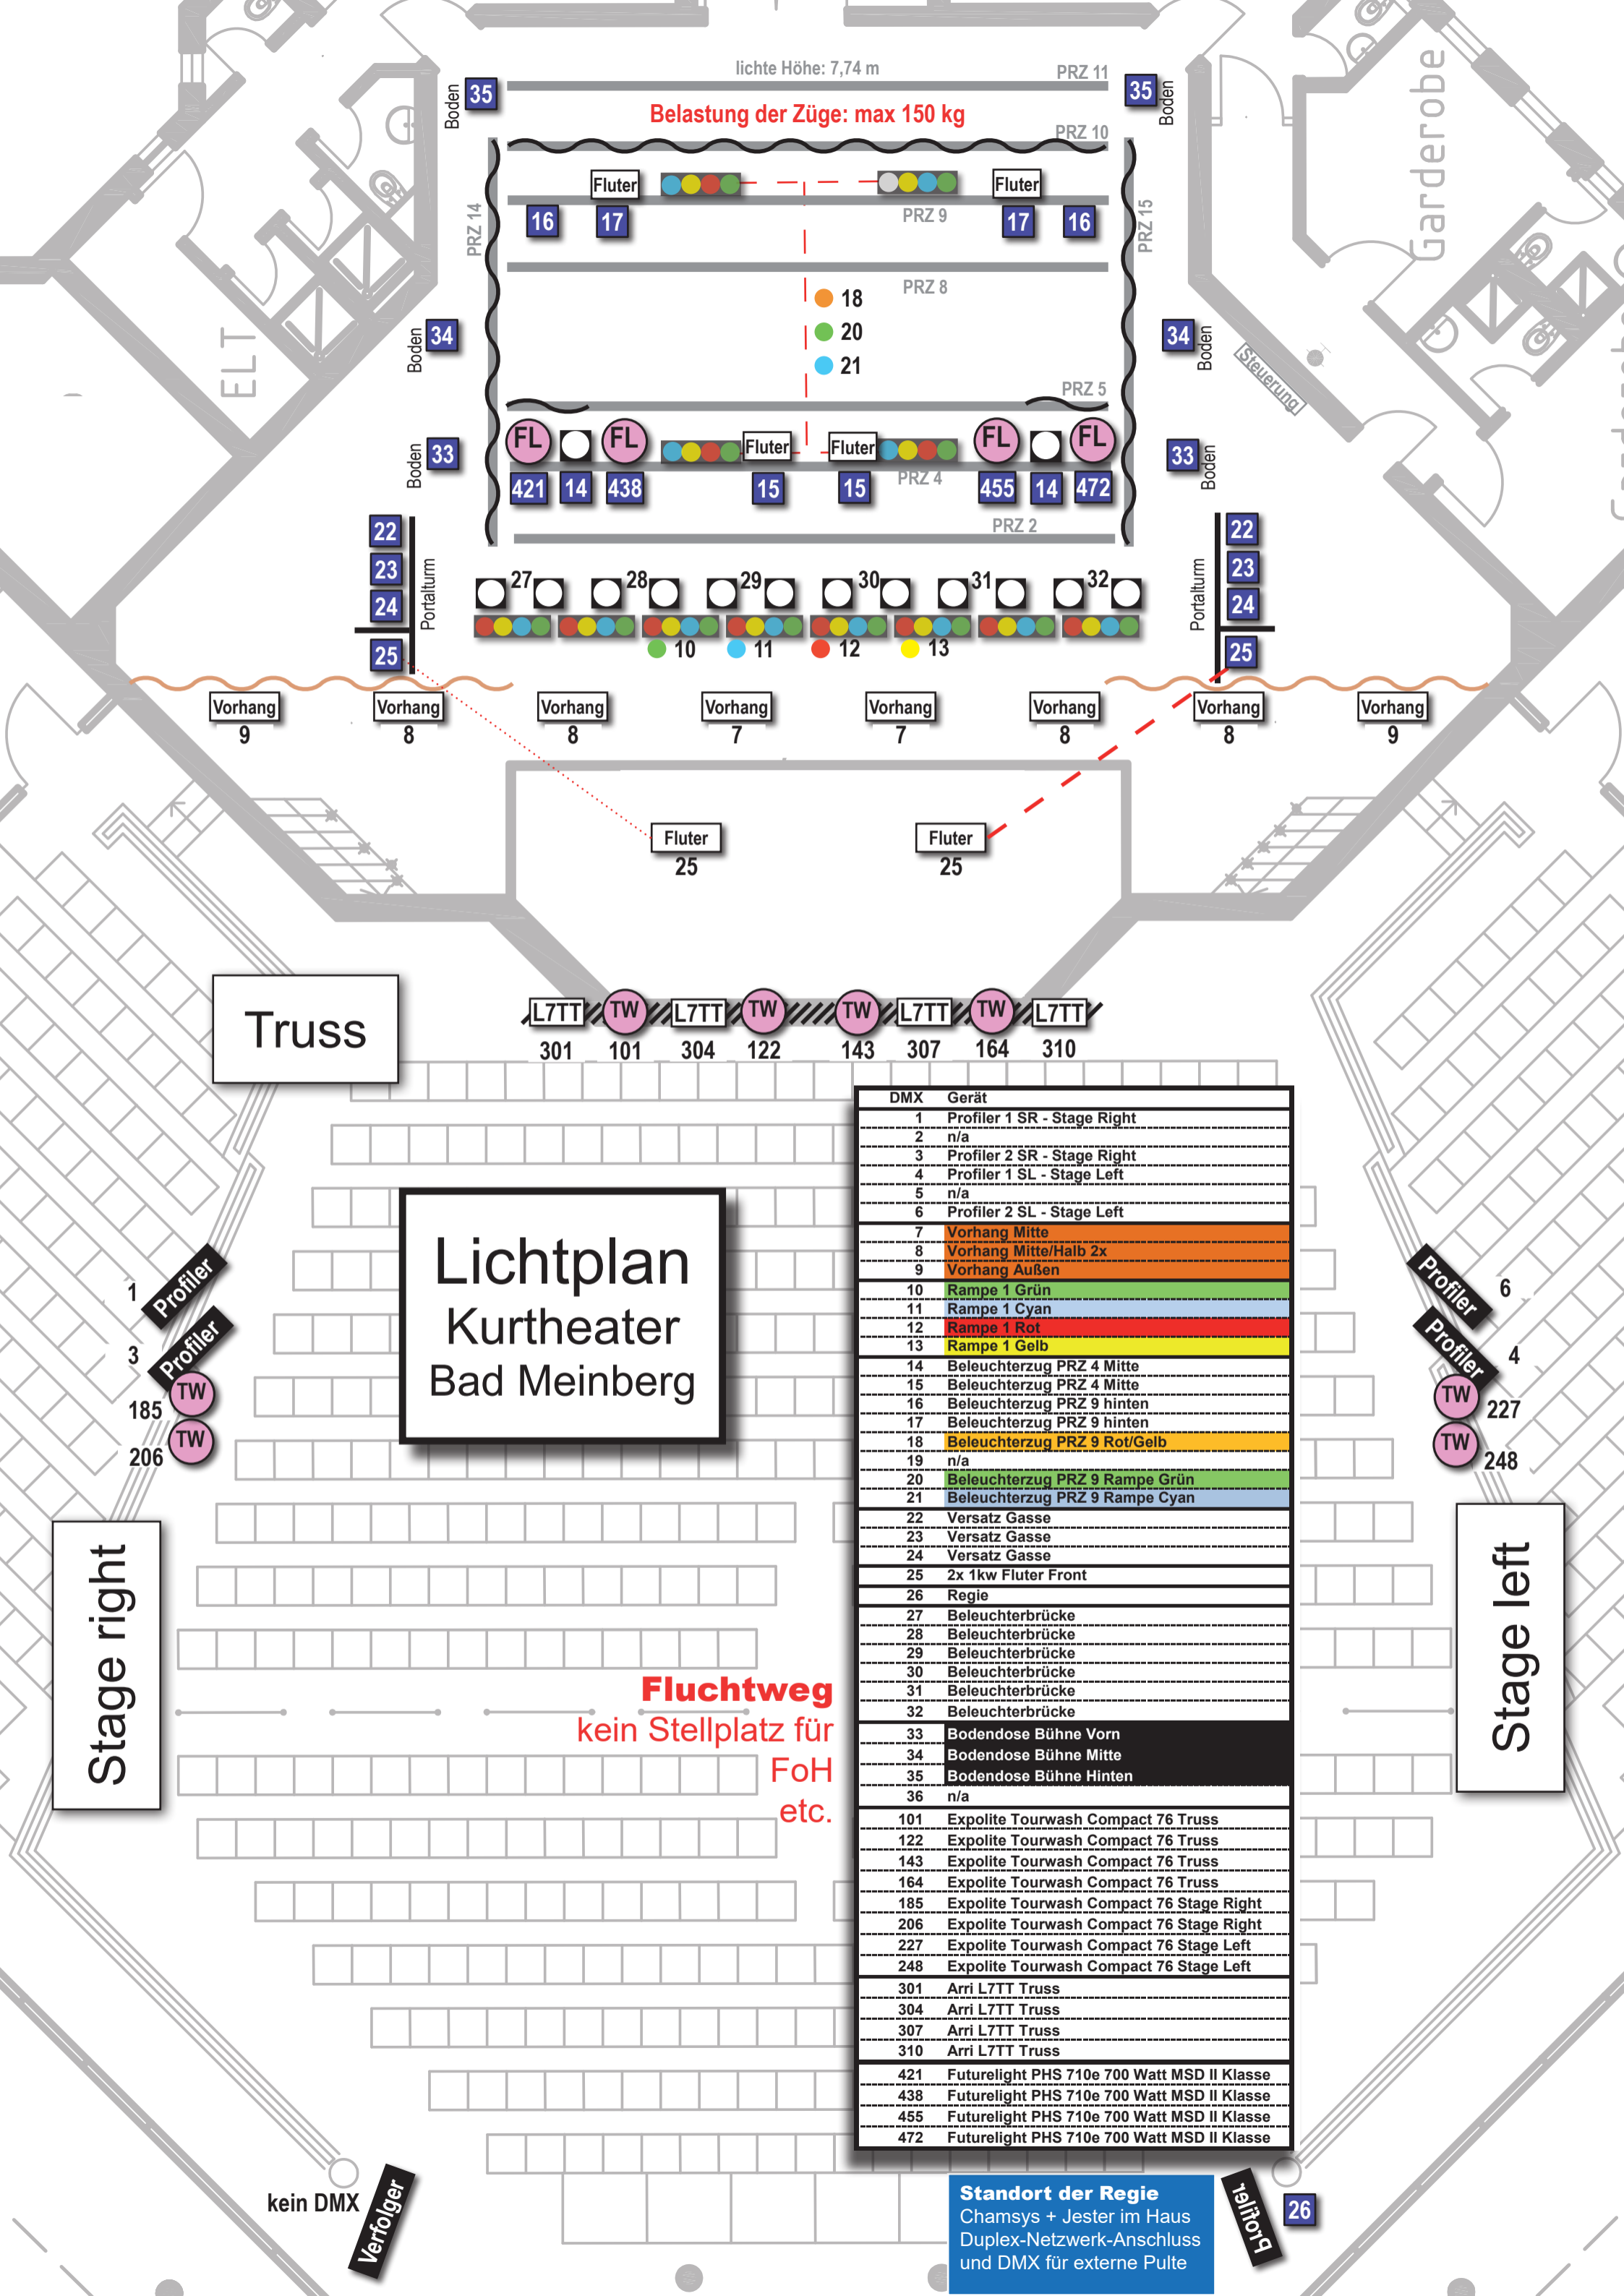 lichte Höhe: 7,74 m
PRZ 11
35
Boden
35
Boden
Belastung der Züge: max 150 kg
PRZ 10
Garderobe
Fluter
Fluter
PRZ 14
PRZ 15
16
17
PRZ 9
17
16
PRZ 8
18
20
21
ELT
Boden
34
34
Boden
Steuerung
PRZ 5
Boden
33
FL
FL
Fluter
Fluter
FL
FL
33
Boden
PRZ 4
421
14
438
15
15
455
14
472
PRZ 2
22
23
24
25
Portalturm
22
23
24
25
Portalturm
27
28
29
30
31
32
10
11
12
13
Vorhang
Vorhang
Vorhang
Vorhang
Vorhang
Vorhang
Vorhang
Vorhang
9
8
8
7
7
8
8
9
Fluter
25
Fluter
25
Truss
L7TT
TW
L7TT
TW
TW
L7TT
TW
L7TT
301
101
304
122
143
307
164
310
Lichtplan
Kurtheater
Bad Meinberg
1
Profiler
3
Profiler
185
TW
206
TW
6
Profiler
4
Profiler
TW
227
TW
248
Stage right
Stage left
Fluchtweg
kein Stellplatz für
FoH
etc.
DMX Gerät
1 Profiler 1 SR - Stage Right
2 n/a
3 Profiler 2 SR - Stage Right
4 Profiler 1 SL - Stage Left
5 n/a
6 Profiler 2 SL - Stage Left
7 Vorhang Mitte
8 Vorhang Mitte/Halb 2x
9 Vorhang Außen
10 Rampe 1 Grün
11 Rampe 1 Cyan
12 Rampe 1 Rot
13 Rampe 1 Gelb
14 Beleuchterzug PRZ 4 Mitte
15 Beleuchterzug PRZ 4 Mitte
16 Beleuchterzug PRZ 9 hinten
17 Beleuchterzug PRZ 9 hinten
18 Beleuchterzug PRZ 9 Rot/Gelb
19 n/a
20 Beleuchterzug PRZ 9 Rampe Grün
21 Beleuchterzug PRZ 9 Rampe Cyan
22 Versatz Gasse
23 Versatz Gasse
24 Versatz Gasse
25 2x 1kw Fluter Front
26 Regie
27 Beleuchterbrücke
28 Beleuchterbrücke
29 Beleuchterbrücke
30 Beleuchterbrücke
31 Beleuchterbrücke
32 Beleuchterbrücke
33 Bodendose Bühne Vorn
34 Bodendose Bühne Mitte
35 Bodendose Bühne Hinten
36 n/a
101 Expolite Tourwash Compact 76 Truss
122 Expolite Tourwash Compact 76 Truss
143 Expolite Tourwash Compact 76 Truss
164 Expolite Tourwash Compact 76 Truss
185 Expolite Tourwash Compact 76 Stage Right
206 Expolite Tourwash Compact 76 Stage Right
227 Expolite Tourwash Compact 76 Stage Left
248 Expolite Tourwash Compact 76 Stage Left
301 Arri L7TT Truss
304 Arri L7TT Truss
307 Arri L7TT Truss
310 Arri L7TT Truss
421 Futurelight PHS 710e 700 Watt MSD II Klasse
438 Futurelight PHS 710e 700 Watt MSD II Klasse
455 Futurelight PHS 710e 700 Watt MSD II Klasse
472 Futurelight PHS 710e 700 Watt MSD II Klasse
kein DMX
Verfolger
Standort der Regie
Chamsys + Jester im Haus
Duplex-Netzwerk-Anschluss
und DMX für externe Pulte
profiler
26